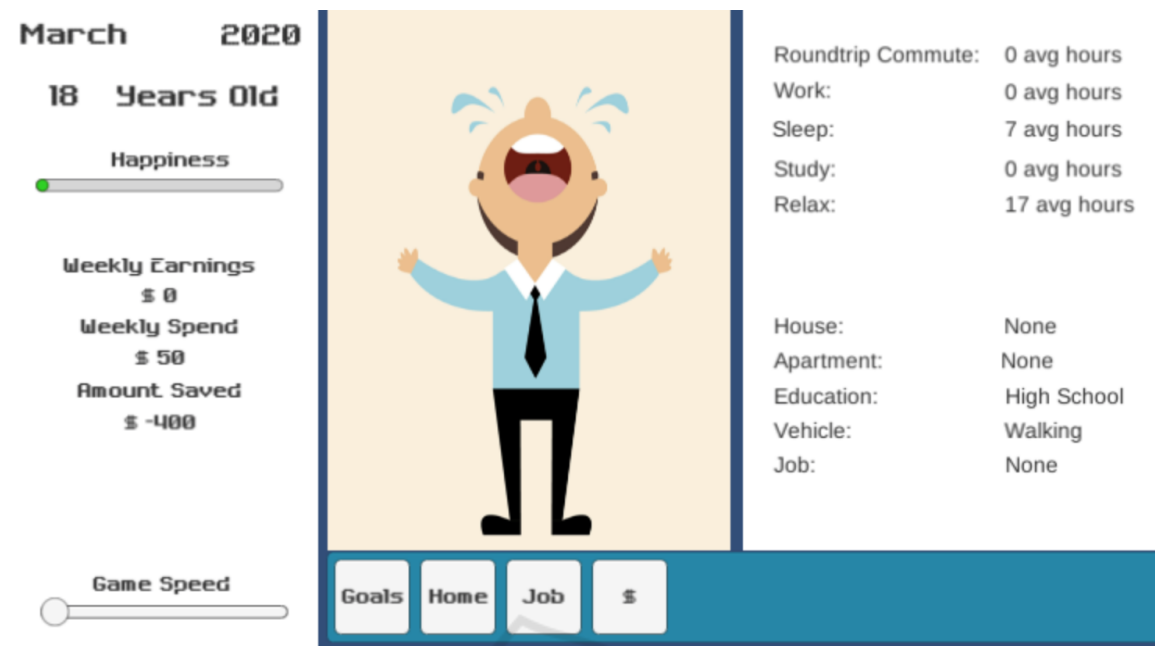 March 2020
18 Years Old
Happiness
Weekly Earnings
$ 0
Weekly Spend
$ 50
Amount Saved
$ -400
Game Speed
Roundtrip Commute: 0 avg hours
Work: 0 avg hours
Sleep: 7 avg hours
Study: 0 avg hours
Relax: 17 avg hours
House: None
Apartment: None
Education: High School
Vehicle: Walking
Job: None
Goals Home Job $